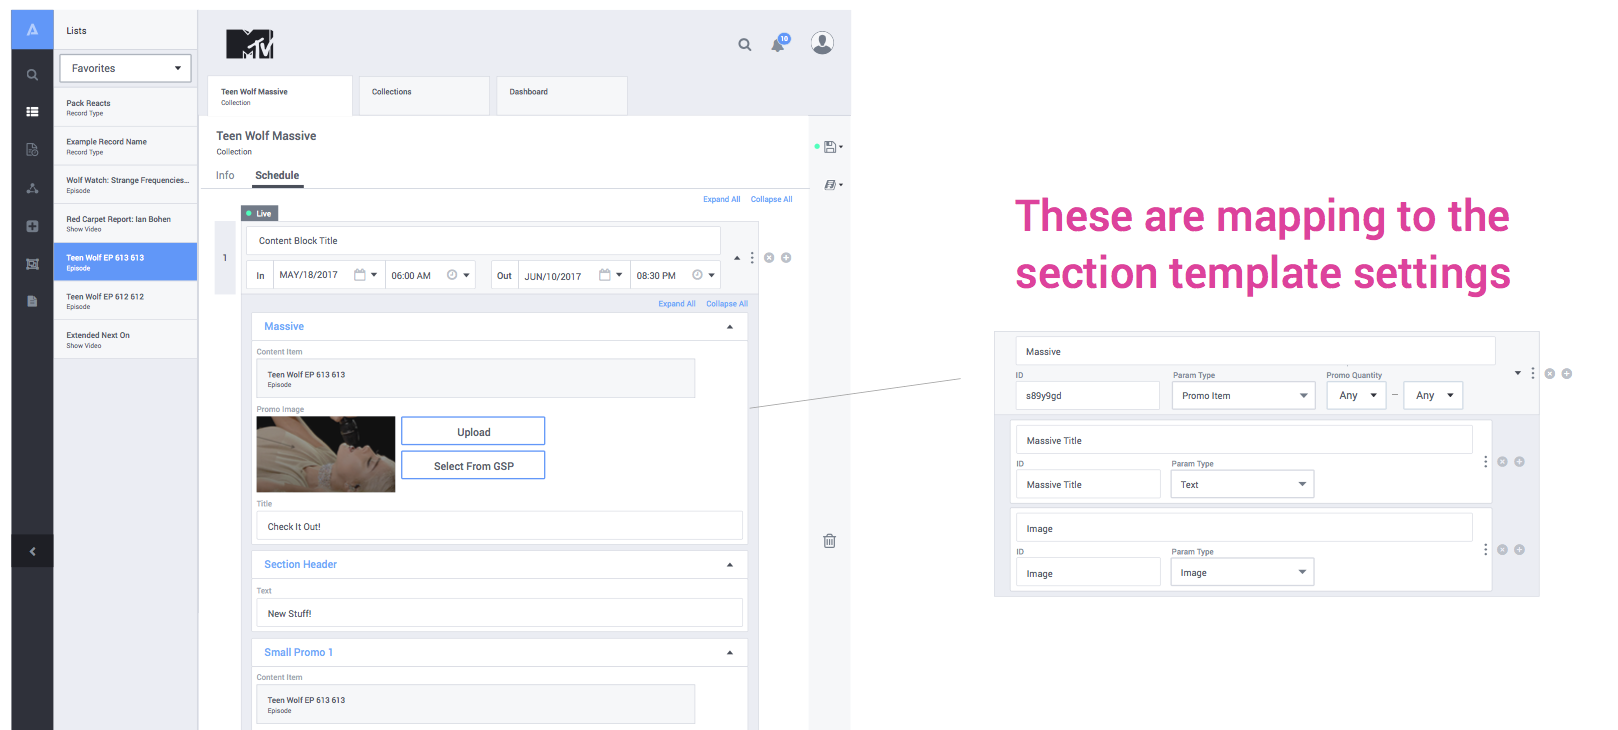 Lists
Favorites
Pack Reacts
Record Type
Example Record Name
Record Type
Wolf Watch: Strange Frequencies...
Episode
Red Carpet Report: Ian Bohen
Show Video
Teen Wolf EP 613 613
Episode
Teen Wolf EP 612 612
Episode
Extended Next On
Show Video
MTV
10
Teen Wolf Massive
Collection
Collections
Dashboard
Teen Wolf Massive
Collection
Info
Schedule
Expand All Collapse All
Live
1
Content Block Title
In MAY/18/2017 06:00 AM Out JUN/10/2017 08:30 PM
Expand All Collapse All
Massive
Content Item
Teen Wolf EP 613 613
Episode
Promo Image
Upload
Select From GSP
Title
Check It Out!
Section Header
Text
New Stuff!
Small Promo 1
Content Item
Teen Wolf EP 613 613
Episode
These are mapping to the
section template settings
Massive
ID Param Type Promo Quantity
s89y9gd Promo Item Any – Any
Massive Title
ID Param Type
Massive Title Text
Image
ID Param Type
Image Image